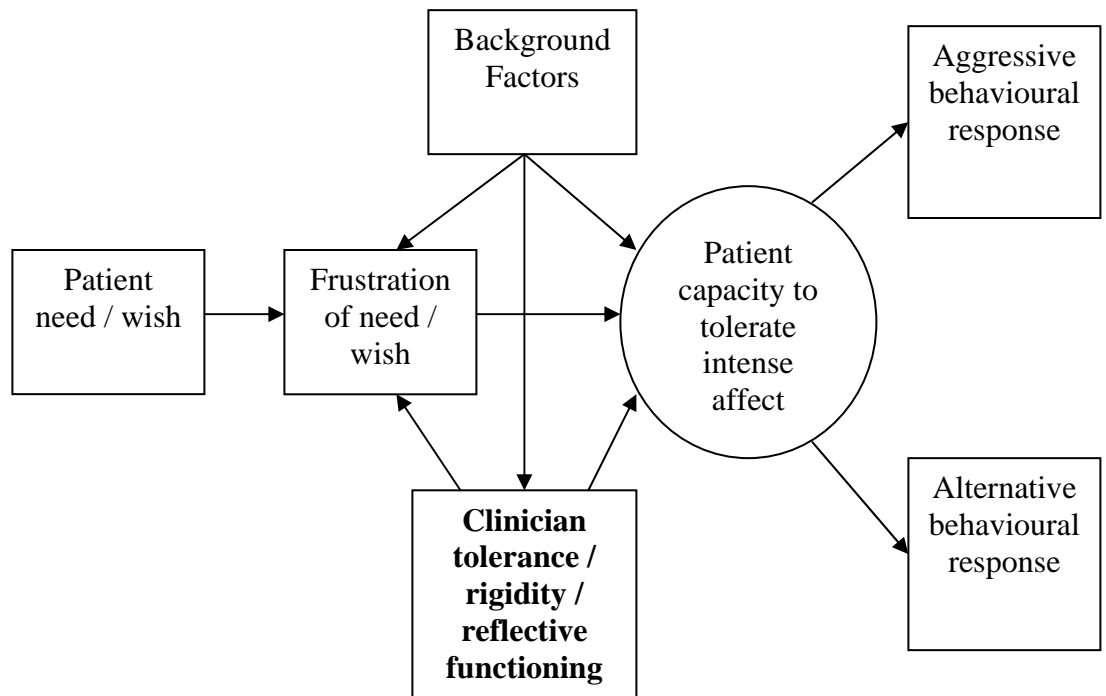 Background
Factors
Aggressive
behavioural
response
Patient
need / wish
Frustration
of need /
wish
Patient
capacity to
tolerate
intense
affect
Clinician
tolerance /
rigidity /
reflective
functioning
Alternative
behavioural
response